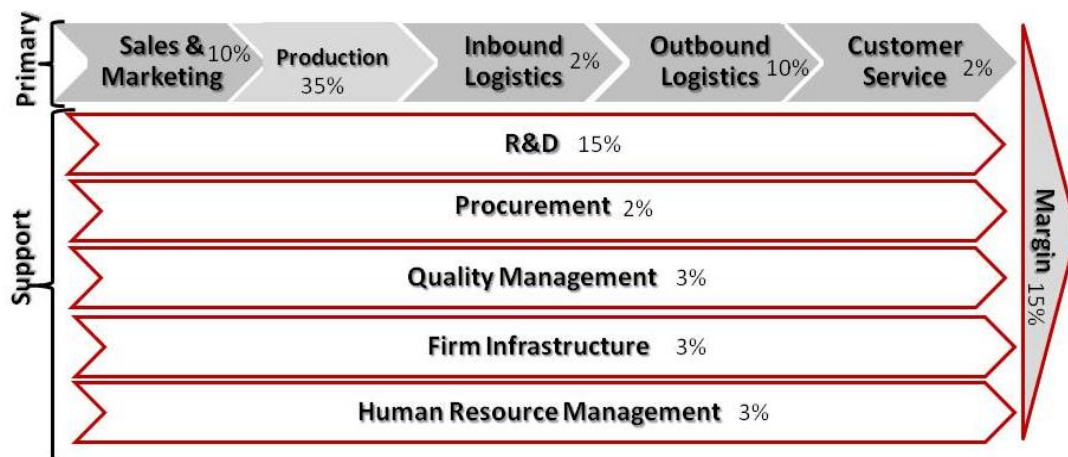 Primary
Sales &
Marketing 10%
Production
35%
Inbound
Logistics 2%
Outbound
Logistics 10%
Customer
Service 2%
Support
R&D 15%
Procurement 2%
Quality Management 3%
Firm Infrastructure 3%
Human Resource Management 3%
Margin
15%